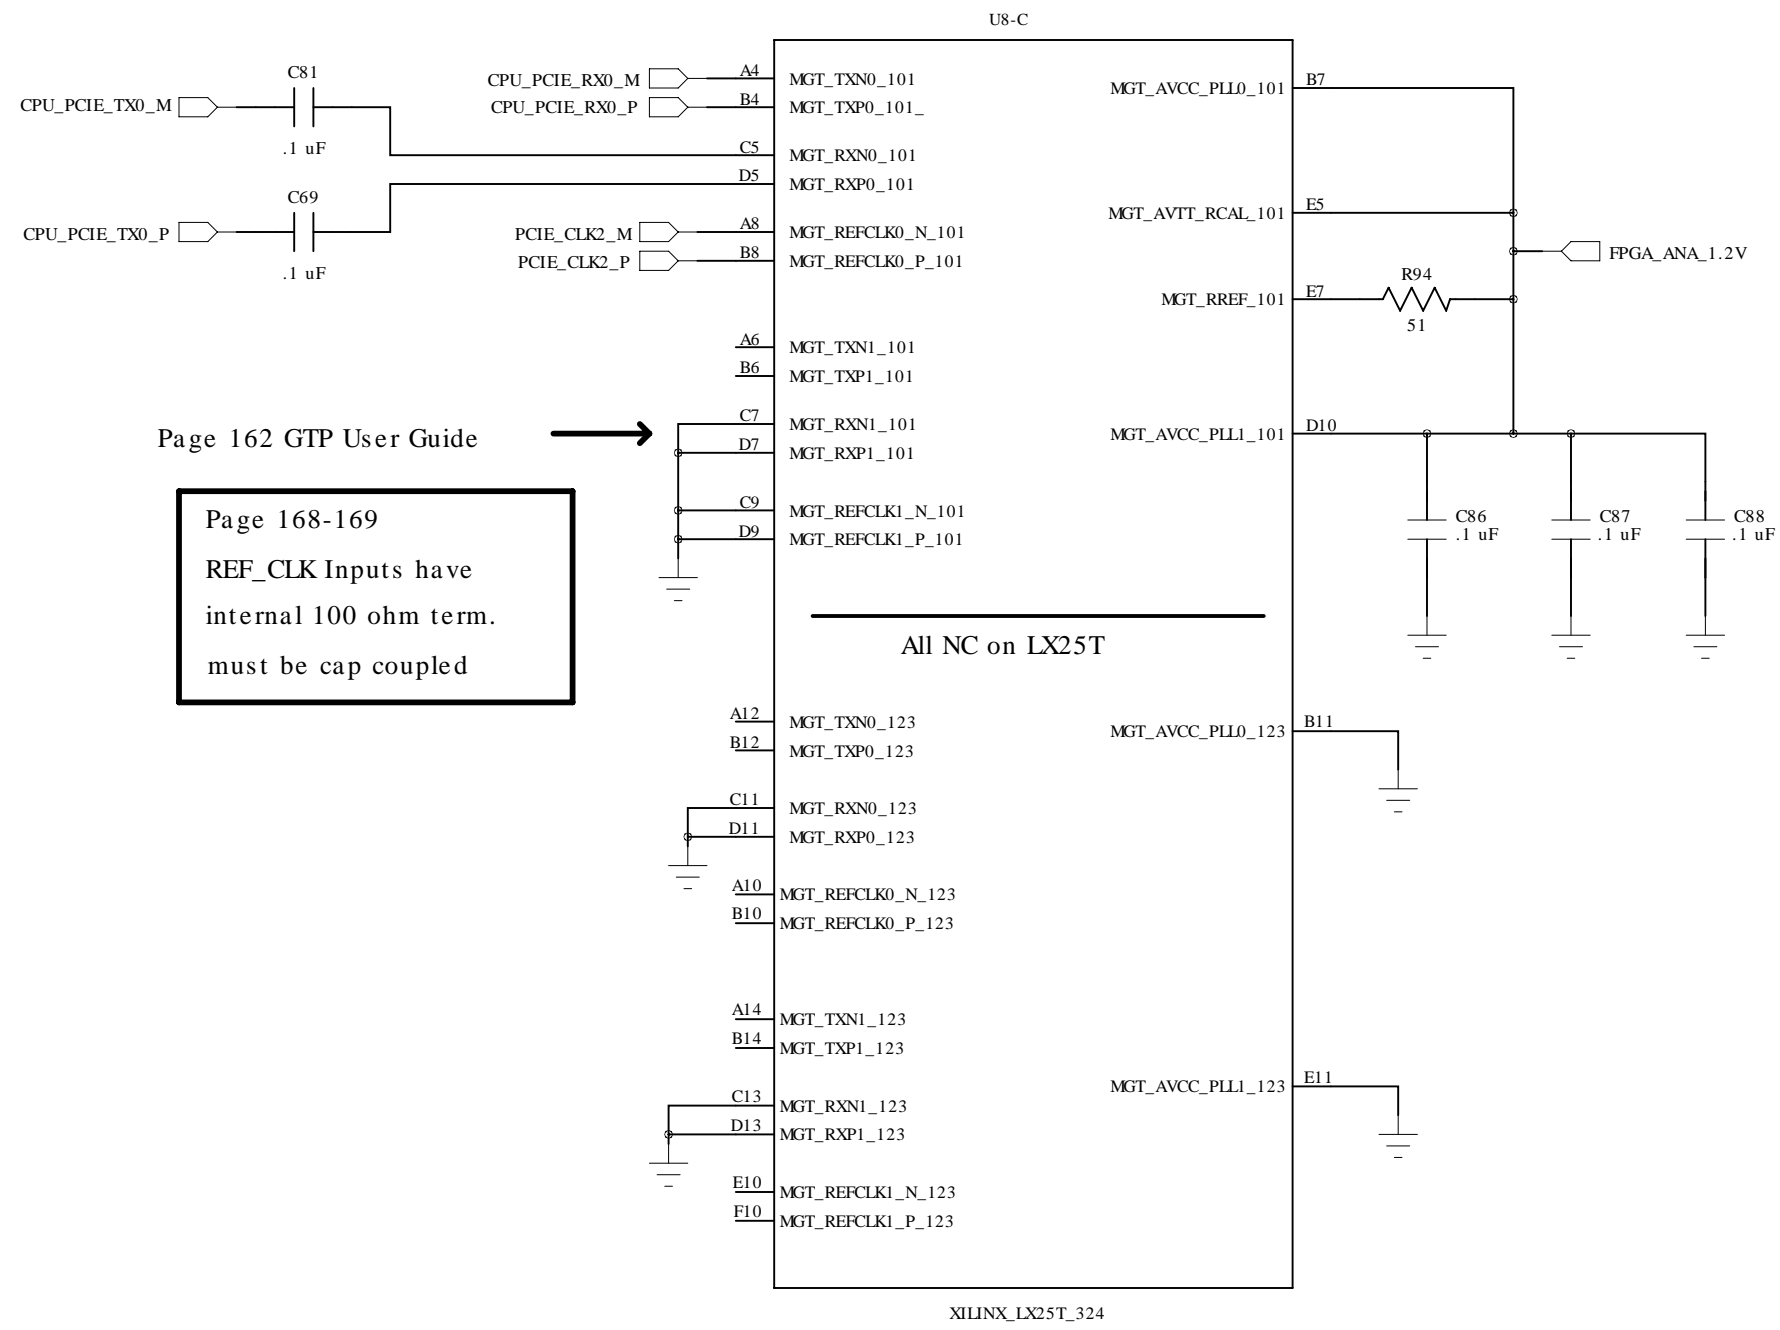 U8-C
C81
CPU_PCIE_TX0_M
.1 uF
C69
CPU_PCIE_TX0_P
.1 uF
CPU_PCIE_RX0_M A4 MGT_TXN0_101
CPU_PCIE_RX0_P B4 MGT_TXP0_101_
C5 MGT_RXN0_101
D5 MGT_RXP0_101
PCIE_CLK2_M A8 MGT_REFCLK0_N_101
PCIE_CLK2_P B8 MGT_REFCLK0_P_101
A6 MGT_TXN1_101
B6 MGT_TXP1_101
Page 162 GTP User Guide
C7 MGT_RXN1_101
D7 MGT_RXP1_101
C9 MGT_REFCLK1_N_101
D9 MGT_REFCLK1_P_101
Page 168-169
REF_CLK Inputs have
internal 100 ohm term.
must be cap coupled
MGT_AVCC_PLL0_101 B7
MGT_AVTT_RCAL_101 E5
FPGA_ANA_1.2V
MGT_RREF_101 E7
R94
51
MGT_AVCC_PLL1_101 D10
C86
.1 uF
C87
.1 uF
C88
.1 uF
All NC on LX25T
A12 MGT_TXN0_123
B12 MGT_TXP0_123
C11 MGT_RXN0_123
D11 MGT_RXP0_123
A10 MGT_REFCLK0_N_123
B10 MGT_REFCLK0_P_123
A14 MGT_TXN1_123
B14 MGT_TXP1_123
C13 MGT_RXN1_123
D13 MGT_RXP1_123
E10 MGT_REFCLK1_N_123
F10 MGT_REFCLK1_P_123
MGT_AVCC_PLL0_123 B11
MGT_AVCC_PLL1_123 E11
XILINX_LX25T_324